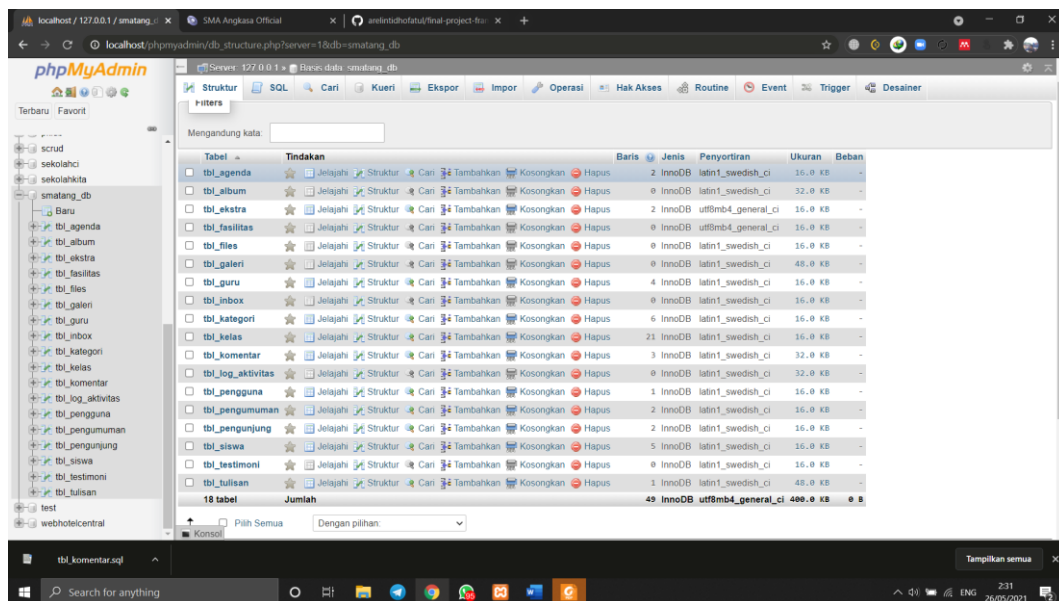 localhost / 127.0.0.1 / smatang_d
SMA Angkasa Official
arelintidhofatul/final-project-fran
localhost/phpmyadmin/db_structure.php?server=1&db=smatang_db
phpMyAdmin
Terbaru Favorit
scrud
sekolahci
sekolahkita
smatang_db
Baru
tbl_agenda
tbl_album
tbl_ekstra
tbl_fasilitas
tbl_files
tbl_galeri
tbl_guru
tbl_inbox
tbl_kategori
tbl_kelas
tbl_komentar
tbl_log_aktivitas
tbl_pengguna
tbl_pengumuman
tbl_pengunjung
tbl_siswa
tbl_testimoni
tbl_tulisan
test
webhotelcentral
Server: 127.0.0.1 » Basis data: smatang_db
Struktur SQL Cari Kueri Ekspor Impor Operasi Hak Akses Routine Event Trigger Desainer
Filters
Mengandung kata:
Tabel Tindakan Baris Jenis Penyortiran Ukuran Beban
tbl_agenda Jelajahi Struktur Cari Tambahkan Kosongkan Hapus 2 InnoDB latin1_swedish_ci 16.0 KB -
tbl_album Jelajahi Struktur Cari Tambahkan Kosongkan Hapus 0 InnoDB latin1_swedish_ci 32.0 KB -
tbl_ekstra Jelajahi Struktur Cari Tambahkan Kosongkan Hapus 2 InnoDB utf8mb4_general_ci 16.0 KB -
tbl_fasilitas Jelajahi Struktur Cari Tambahkan Kosongkan Hapus 0 InnoDB utf8mb4_general_ci 16.0 KB -
tbl_files Jelajahi Struktur Cari Tambahkan Kosongkan Hapus 0 InnoDB latin1_swedish_ci 16.0 KB -
tbl_galeri Jelajahi Struktur Cari Tambahkan Kosongkan Hapus 0 InnoDB latin1_swedish_ci 48.0 KB -
tbl_guru Jelajahi Struktur Cari Tambahkan Kosongkan Hapus 4 InnoDB latin1_swedish_ci 16.0 KB -
tbl_inbox Jelajahi Struktur Cari Tambahkan Kosongkan Hapus 0 InnoDB latin1_swedish_ci 16.0 KB -
tbl_kategori Jelajahi Struktur Cari Tambahkan Kosongkan Hapus 6 InnoDB latin1_swedish_ci 16.0 KB -
tbl_kelas Jelajahi Struktur Cari Tambahkan Kosongkan Hapus 21 InnoDB latin1_swedish_ci 16.0 KB -
tbl_komentar Jelajahi Struktur Cari Tambahkan Kosongkan Hapus 3 InnoDB latin1_swedish_ci 32.0 KB -
tbl_log_aktivitas Jelajahi Struktur Cari Tambahkan Kosongkan Hapus 0 InnoDB latin1_swedish_ci 32.0 KB -
tbl_pengguna Jelajahi Struktur Cari Tambahkan Kosongkan Hapus 1 InnoDB latin1_swedish_ci 16.0 KB -
tbl_pengumuman Jelajahi Struktur Cari Tambahkan Kosongkan Hapus 2 InnoDB latin1_swedish_ci 16.0 KB -
tbl_pengunjung Jelajahi Struktur Cari Tambahkan Kosongkan Hapus 2 InnoDB latin1_swedish_ci 16.0 KB -
tbl_siswa Jelajahi Struktur Cari Tambahkan Kosongkan Hapus 5 InnoDB latin1_swedish_ci 16.0 KB -
tbl_testimoni Jelajahi Struktur Cari Tambahkan Kosongkan Hapus 0 InnoDB latin1_swedish_ci 16.0 KB -
tbl_tulisan Jelajahi Struktur Cari Tambahkan Kosongkan Hapus 1 InnoDB latin1_swedish_ci 48.0 KB -
18 tabel Jumlah 49 InnoDB utf8mb4_general_ci 400.0 KB 0 B
Pilih Semua Dengan pilihan:
Konsol
tbl_komentar.sql
Tampilkan semua
Search for anything
ENG
2:31
26/05/2021